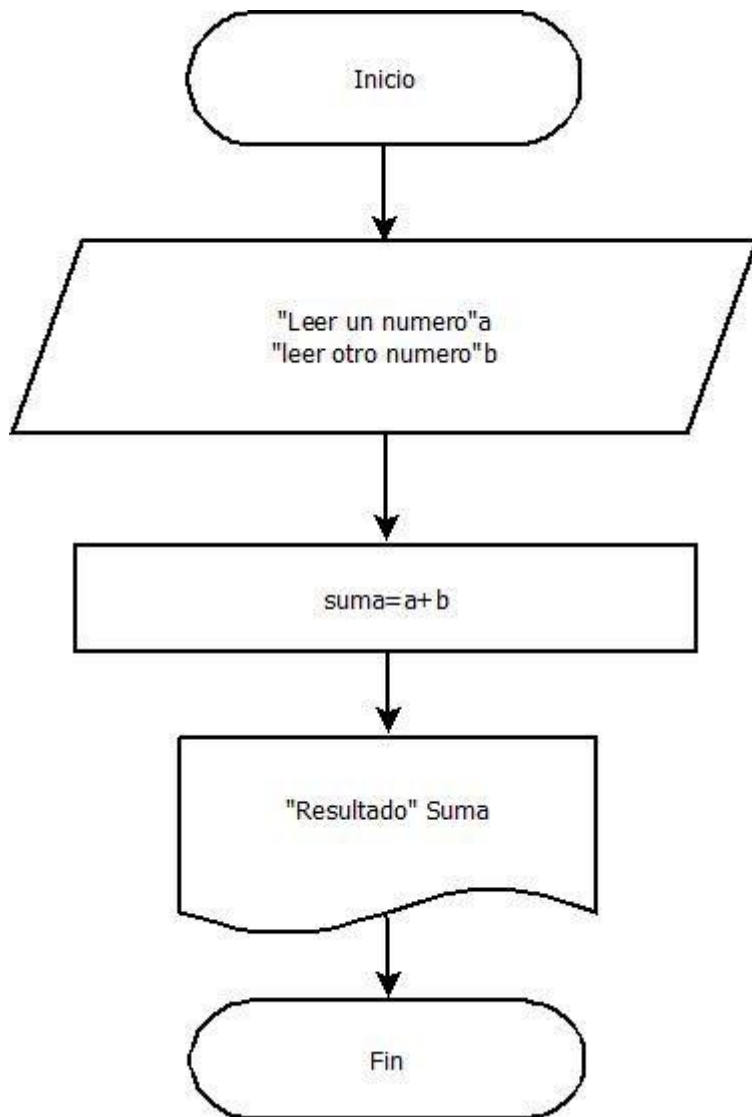 Inicio
"Leer un numero"a
"leer otro numero"b
suma=a+b
"Resultado" Suma
Fin